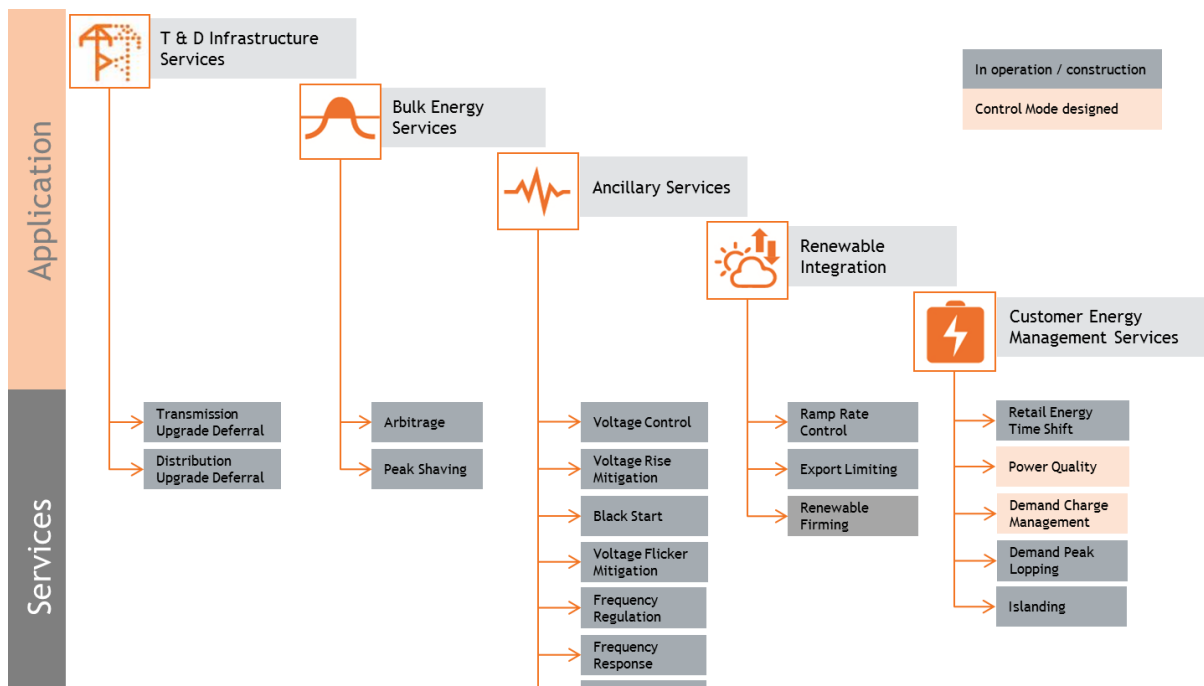 T & D Infrastructure
Services
Bulk Energy
Services
Ancillary Services
Renewable
Integration
Customer Energy
Management Services
In operation / construction
Control Mode designed
Application
Services
Transmission
Upgrade Deferral
Distribution
Upgrade Deferral
Arbitrage
Peak Shaving
Voltage Control
Voltage Rise
Mitigation
Black Start
Voltage Flicker
Mitigation
Frequency
Regulation
Frequency
Response
Ramp Rate
Control
Export Limiting
Renewable
Firming
Retail Energy
Time Shift
Power Quality
Demand Charge
Management
Demand Peak
Lopping
Islanding